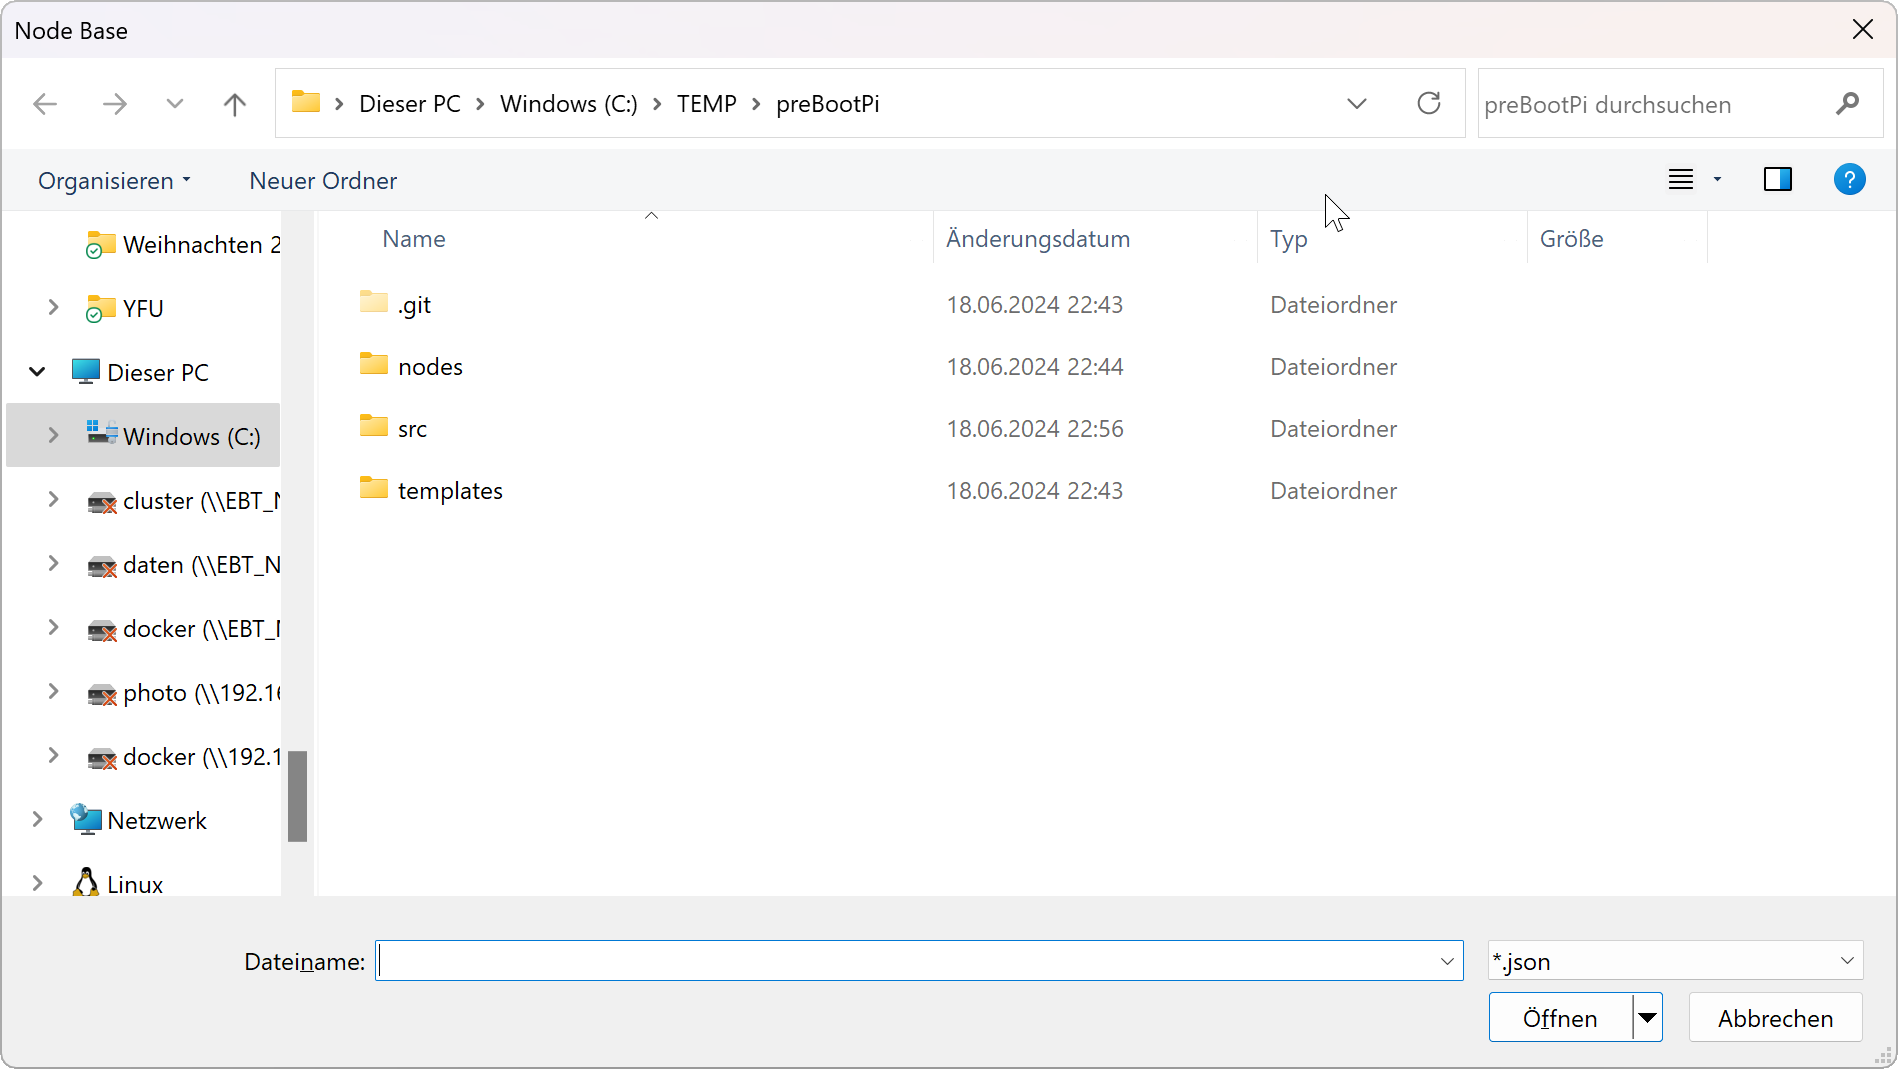 Node Base
Dieser PC > Windows (C:) > TEMP > preBootPi
preBootPi durchsuchen
Organisieren
Neuer Ordner
?
Name Änderungsdatum Typ Größe
.git 18.06.2024 22:43 Dateiordner
nodes 18.06.2024 22:44 Dateiordner
src 18.06.2024 22:56 Dateiordner
templates 18.06.2024 22:43 Dateiordner
Weihnachten 2
YFU
Dieser PC
Windows (C:)
cluster (\\EBT_N
daten (\\EBT_N
docker (\\EBT_N
photo (\\192.16
docker (\\192.1
Netzwerk
Linux
Dateiname:
*.json
Öffnen
Abbrechen